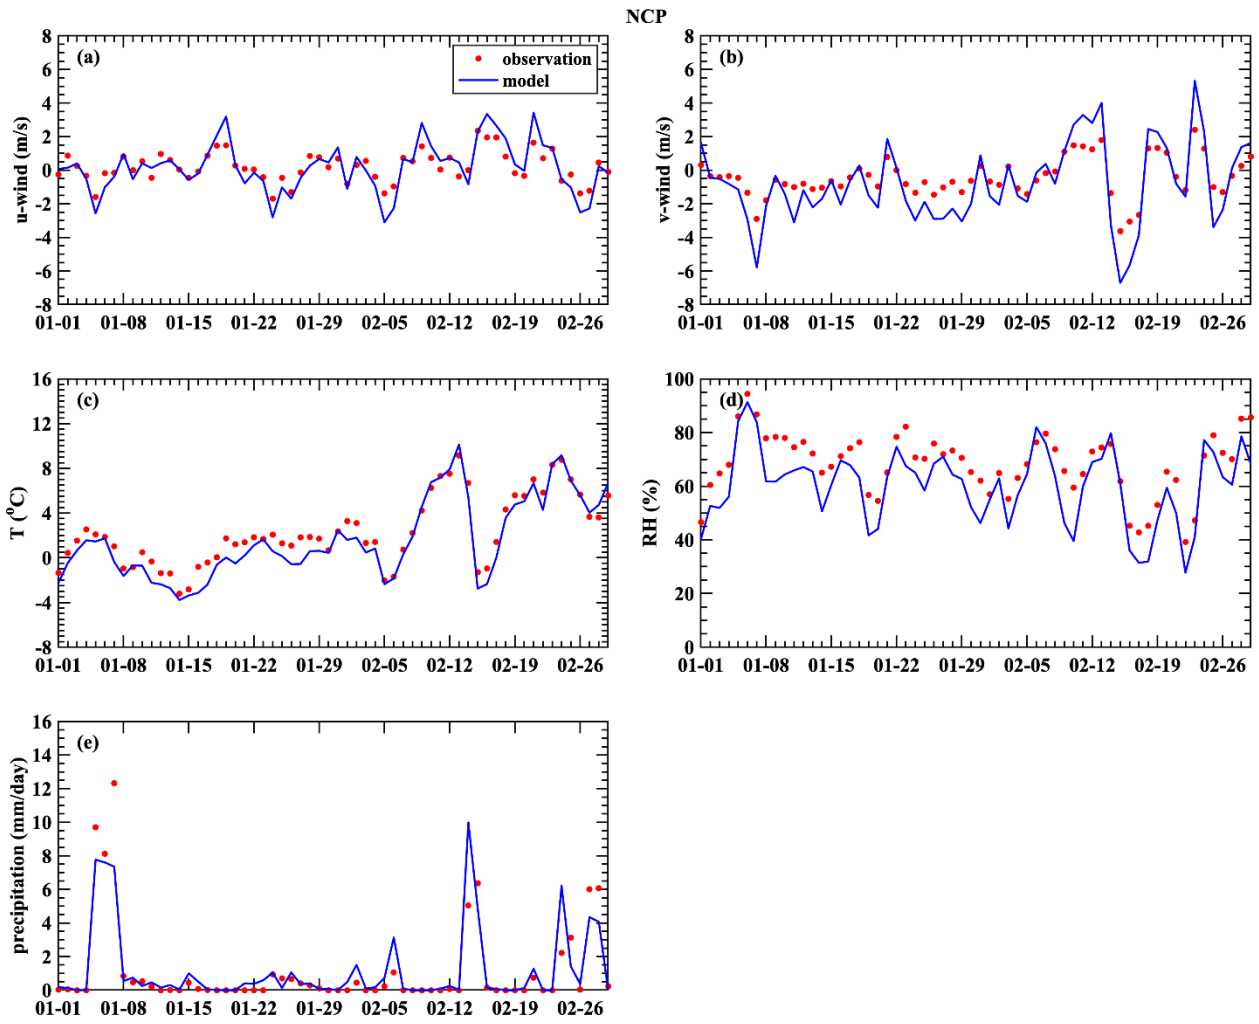 NCP
(a)
observation
model
u-wind (m/s)
8
6
4
2
0
-2
-4
-6
-8
01-01 01-08 01-15 01-22 01-29 02-05 02-12 02-19 02-26
(b)
v-wind (m/s)
8
6
4
2
0
-2
-4
-6
-8
01-01 01-08 01-15 01-22 01-29 02-05 02-12 02-19 02-26
(c)
T (⁰C)
16
12
8
4
0
-4
-8
01-01 01-08 01-15 01-22 01-29 02-05 02-12 02-19 02-26
(d)
RH (%)
100
80
60
40
20
0
01-01 01-08 01-15 01-22 01-29 02-05 02-12 02-19 02-26
(e)
precipitation (mm/day)
16
14
12
10
8
6
4
2
0
01-01 01-08 01-15 01-22 01-29 02-05 02-12 02-19 02-26